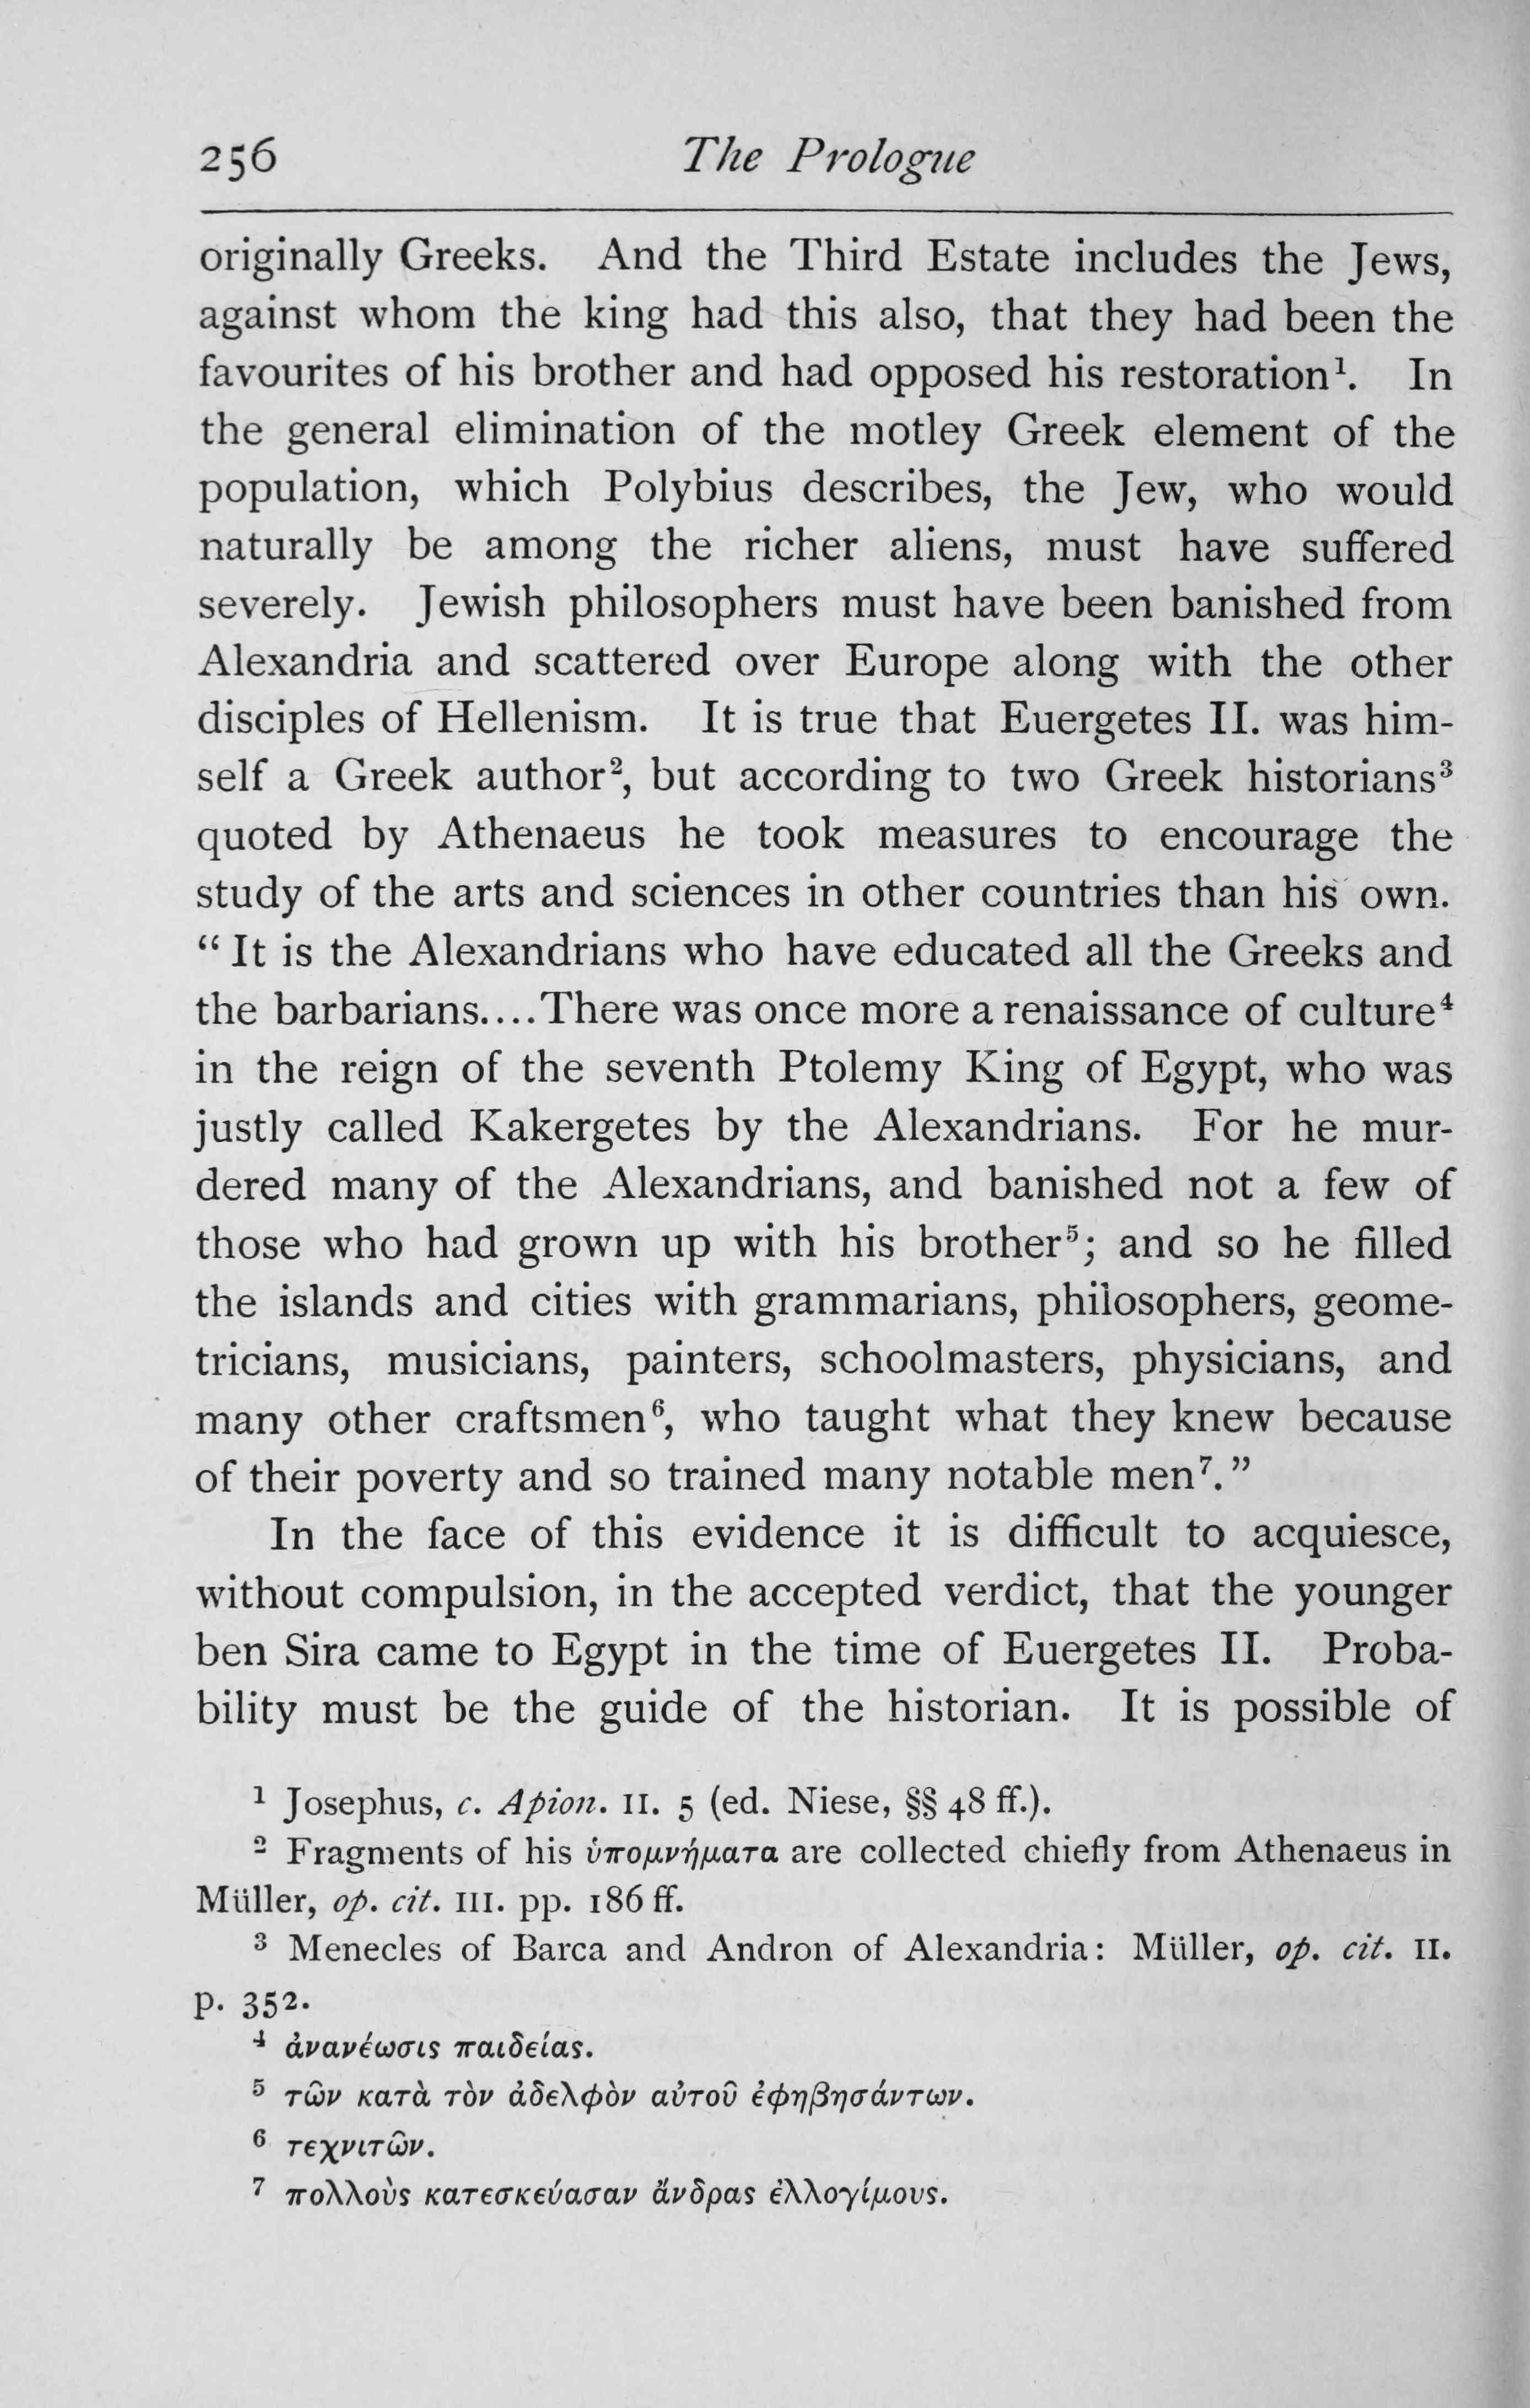 256 The Prologue
originally Greeks. And the Third Estate includes the Jews,
against whom the king had this also, that they had been the
favourites of his brother and had opposed his restoration¹. In
the general elimination of the motley Greek element of the
population, which Polybius describes, the Jew, who would
naturally be among the richer aliens, must have suffered
severely. Jewish philosophers must have been banished from
Alexandria and scattered over Europe along with the other
disciples of Hellenism. It is true that Euergetes II. was him-
self a Greek author², but according to two Greek historians³
quoted by Athenaeus he took measures to encourage the
study of the arts and sciences in other countries than his own.
“It is the Alexandrians who have educated all the Greeks and
the barbarians....There was once more a renaissance of culture⁴
in the reign of the seventh Ptolemy King of Egypt, who was
justly called Kakergetes by the Alexandrians. For he mur-
dered many of the Alexandrians, and banished not a few of
those who had grown up with his brother⁵; and so he filled
the islands and cities with grammarians, philosophers, geome-
tricians, musicians, painters, schoolmasters, physicians, and
many other craftsmen⁶, who taught what they knew because
of their poverty and so trained many notable men⁷.”
In the face of this evidence it is difficult to acquiesce,
without compulsion, in the accepted verdict, that the younger
ben Sira came to Egypt in the time of Euergetes II. Proba-
bility must be the guide of the historian. It is possible of
¹ Josephus, c. Apion. II. 5 (ed. Niese, §§ 48 ff.).
² Fragments of his ὑπομνήματα are collected chiefly from Athenaeus in
Müller, op. cit. III. pp. 186 ff.
³ Menecles of Barca and Andron of Alexandria: Müller, op. cit. II.
p. 352.
⁴ ἀνανέωσις παιδείας.
⁵ τῶν κατὰ τὸν ἀδελφὸν αὐτοῦ ἐφηβησάντων.
⁶ τεχνιτῶν.
⁷ πολλοὺς κατεσκεύασαν ἄνδρας ἐλλογίμους.